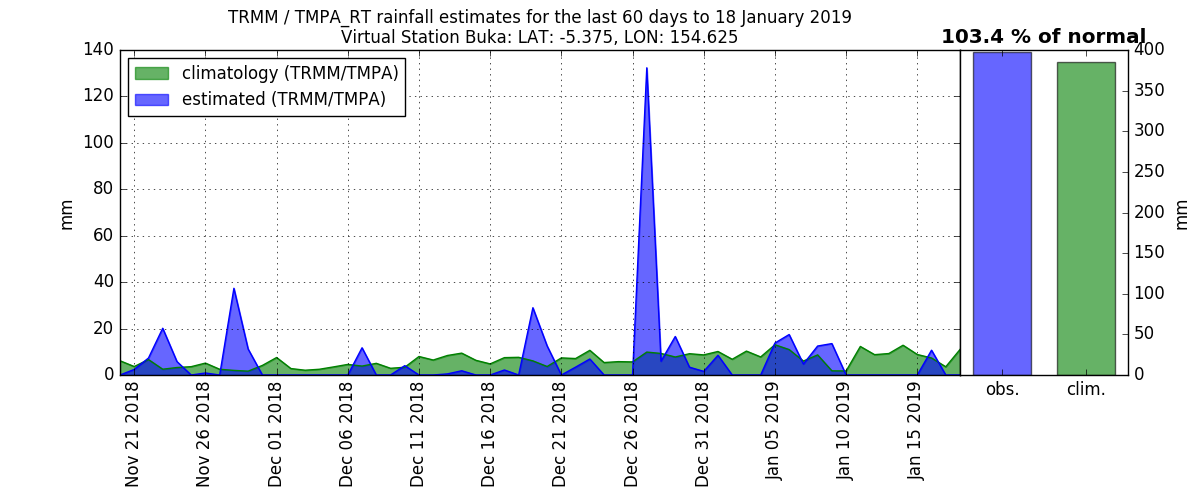 TRMM / TMPA_RT rainfall estimates for the last 60 days to 18 January 2019
Virtual Station Buka: LAT: -5.375, LON: 154.625
103.4 % of normal
climatology (TRMM/TMPA)
estimated (TRMM/TMPA)
140
120
100
80
60
40
20
0
mm
Nov 21 2018
Nov 26 2018
Dec 01 2018
Dec 06 2018
Dec 11 2018
Dec 16 2018
Dec 21 2018
Dec 26 2018
Dec 31 2018
Jan 05 2019
Jan 10 2019
Jan 15 2019
400
350
300
250
200
150
100
50
0
mm
obs.
clim.